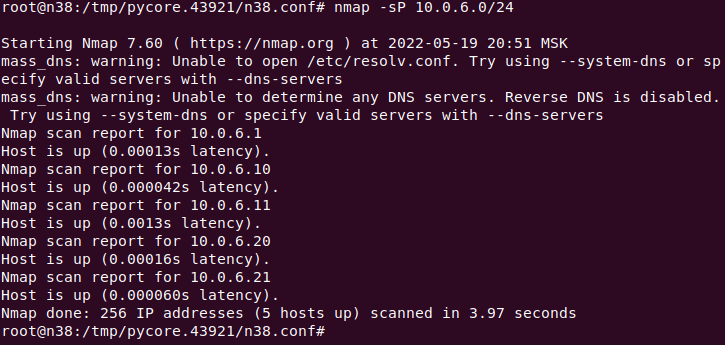 root@n38:/tmp/pycore.43921/n38.conf# nmap -sP 10.0.6.0/24
Starting Nmap 7.60 ( https://nmap.org ) at 2022-05-19 20:51 MSK
mass_dns: warning: Unable to open /etc/resolv.conf. Try using --system-dns or sp
ecify valid servers with --dns-servers
mass_dns: warning: Unable to determine any DNS servers. Reverse DNS is disabled.
 Try using --system-dns or specify valid servers with --dns-servers
Nmap scan report for 10.0.6.1
Host is up (0.00013s latency).
Nmap scan report for 10.0.6.10
Host is up (0.000042s latency).
Nmap scan report for 10.0.6.11
Host is up (0.0013s latency).
Nmap scan report for 10.0.6.20
Host is up (0.00016s latency).
Nmap scan report for 10.0.6.21
Host is up (0.000060s latency).
Nmap done: 256 IP addresses (5 hosts up) scanned in 3.97 seconds
root@n38:/tmp/pycore.43921/n38.conf#